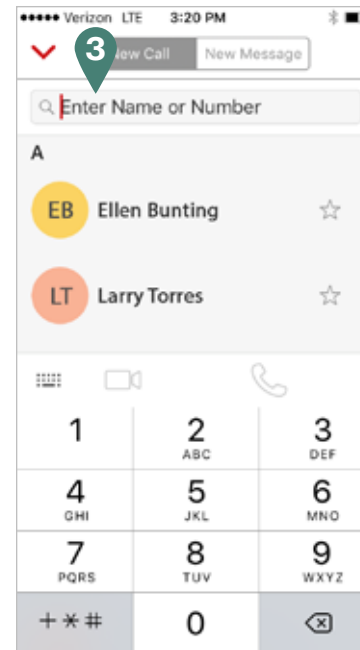 Verizon LTE 3:20 PM
3
New Call New Message
Enter Name or Number
A
EB Ellen Bunting
LT Larry Torres
1 2 3
ABC DEF
4 5 6
GHI JKL MNO
7 8 9
PQRS TUV WXYZ
+*# 0